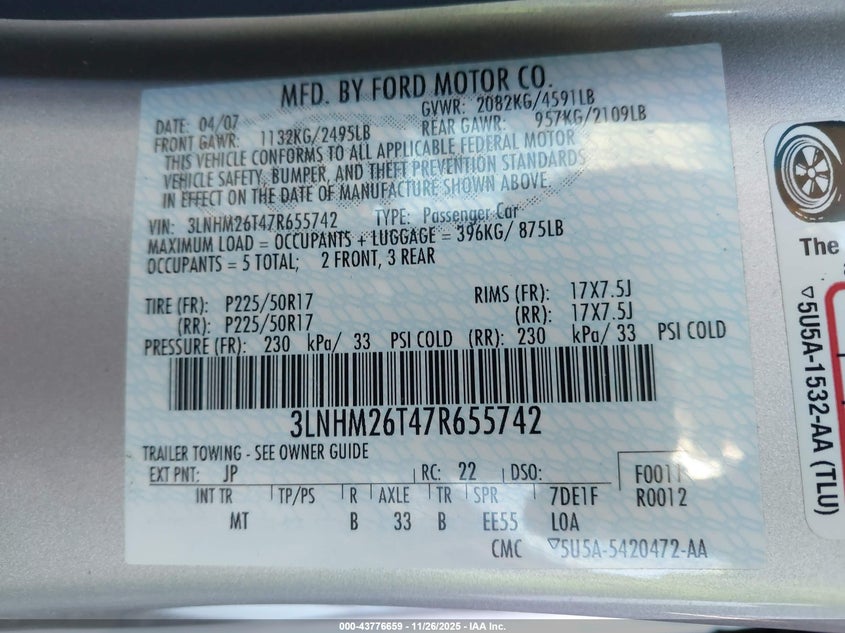 MFD. BY FORD MOTOR CO.
DATE: 04/07 GVWR: 2082KG/4591LB
FRONT GAWR: 1132KG/2495LB REAR GAWR: 957KG/2109LB
THIS VEHICLE CONFORMS TO ALL APPLICABLE FEDERAL MOTOR
VEHICLE SAFETY, BUMPER, AND THEFT PREVENTION STANDARDS
IN EFFECT ON THE DATE OF MANUFACTURE SHOWN ABOVE.
VIN: 3LNHM26T47R655742 TYPE: Passenger Car
MAXIMUM LOAD = OCCUPANTS + LUGGAGE = 396KG/ 875LB
OCCUPANTS = 5 TOTAL; 2 FRONT, 3 REAR
TIRE (FR): P225/50R17 RIMS (FR): 17X7.5J
(RR): P225/50R17 (RR): 17X7.5J
PRESSURE (FR): 230 kPa/ 33 PSI COLD (RR): 230 kPa/ 33 PSI COLD
3LNHM26T47R655742
TRAILER TOWING - SEE OWNER GUIDE
EXT PNT: JP RC: 22 DSO: F0011
INT TR TP/PS R AXLE TR SPR 7DE1F R0012
MT B 33 B EE55 LOA
CMC ▽5U5A-5420472-AA
The
▽5U5A-1532-AA (TLU)
000-43776659 - 11/26/2025 - IAA Inc.